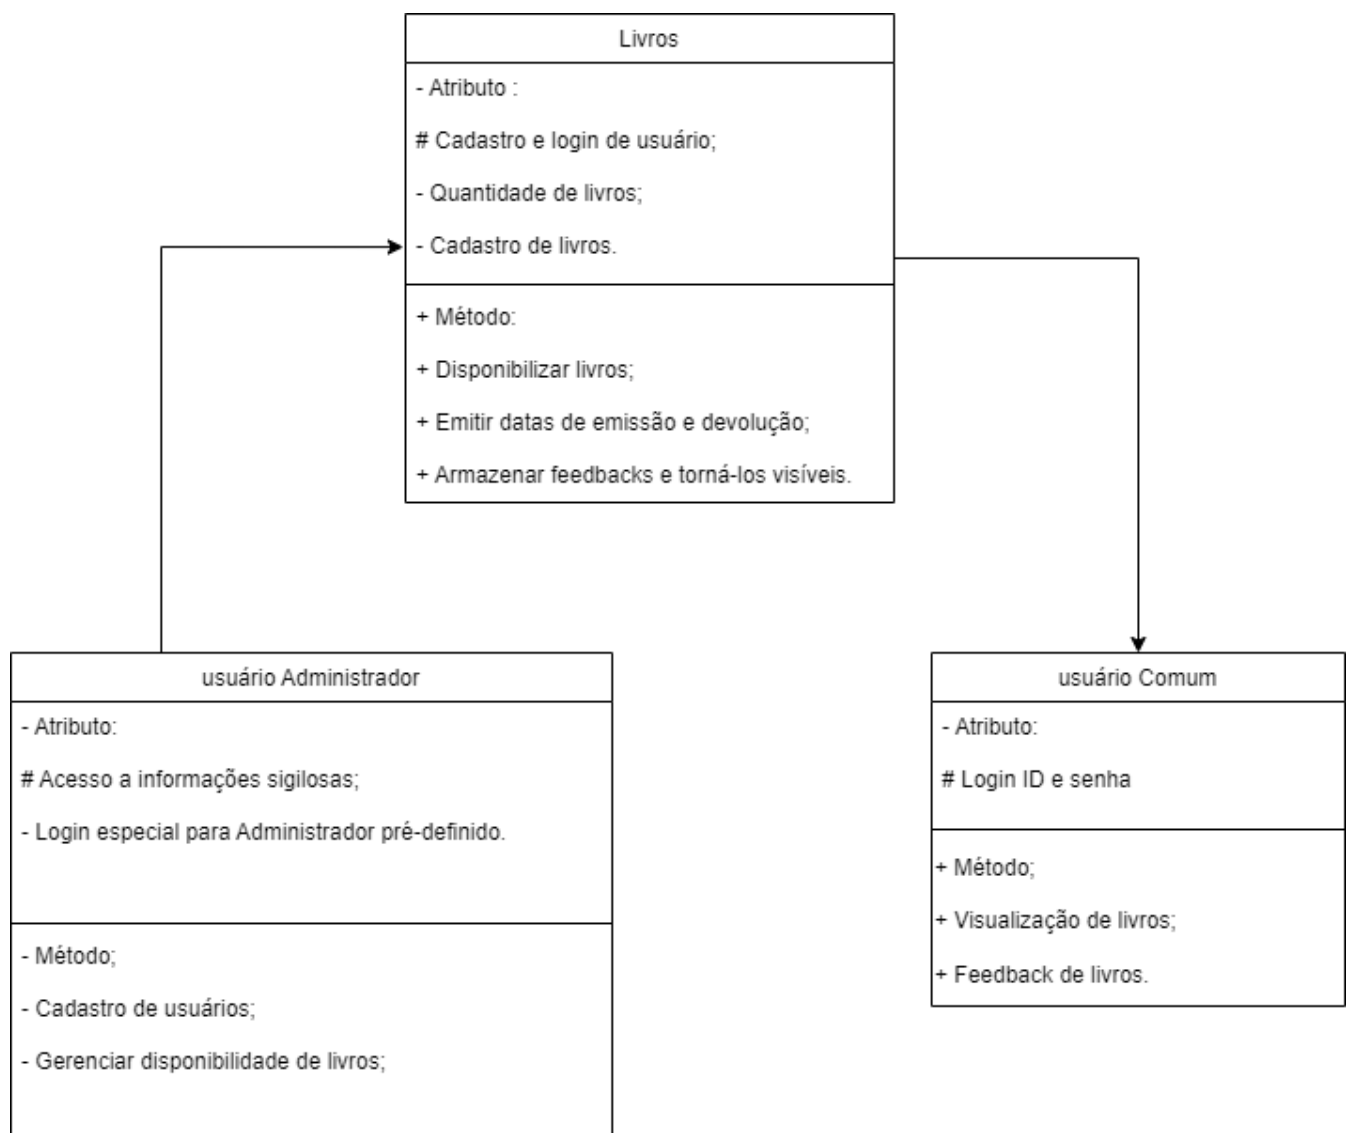 Livros
- Atributo :
# Cadastro e login de usuário;
- Quantidade de livros;
- Cadastro de livros.
+ Método:
+ Disponibilizar livros;
+ Emitir datas de emissão e devolução;
+ Armazenar feedbacks e torná-los visíveis.
usuário Administrador
- Atributo:
# Acesso a informações sigilosas;
- Login especial para Administrador pré-definido.
- Método;
- Cadastro de usuários;
- Gerenciar disponibilidade de livros;
usuário Comum
- Atributo:
# Login ID e senha
+ Método;
+ Visualização de livros;
+ Feedback de livros.